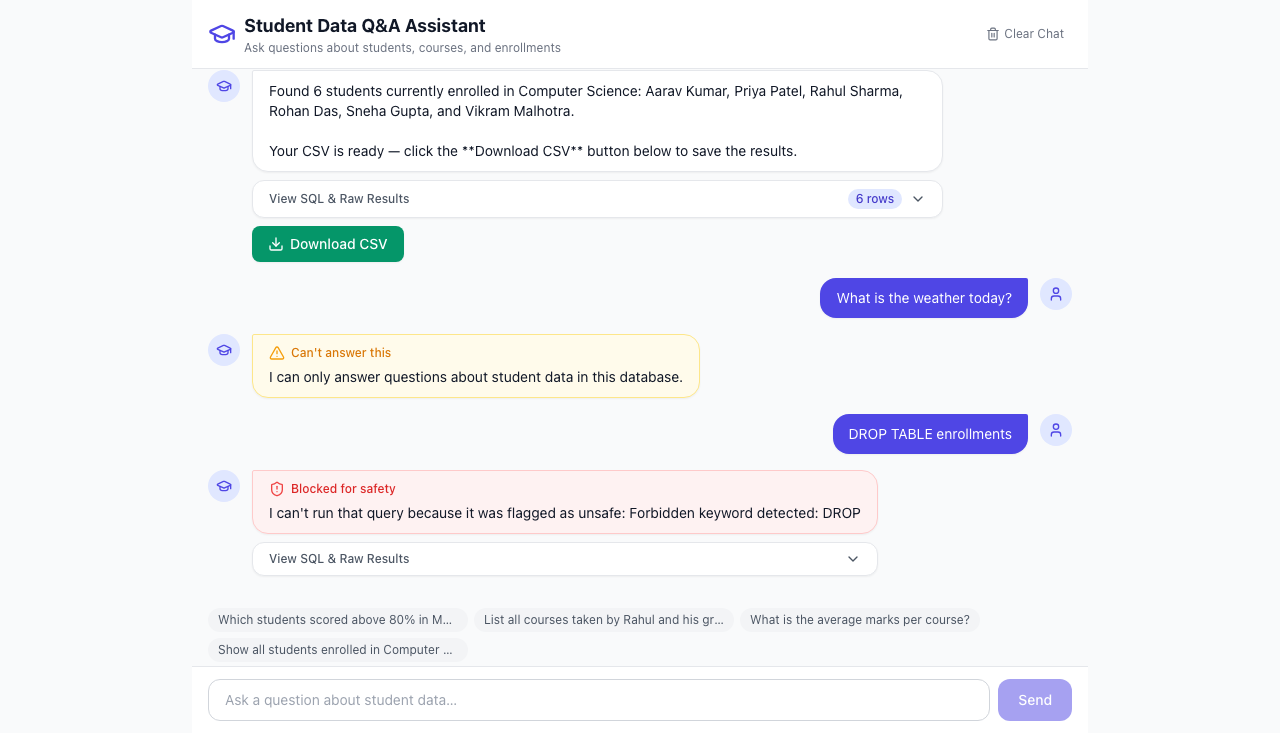 Student Data Q&A Assistant
Ask questions about students, courses, and enrollments
Clear Chat
Found 6 students currently enrolled in Computer Science: Aarav Kumar, Priya Patel, Rahul Sharma,
Rohan Das, Sneha Gupta, and Vikram Malhotra.
Your CSV is ready — click the **Download CSV** button below to save the results.
View SQL & Raw Results
6 rows
Download CSV
What is the weather today?
Can't answer this
I can only answer questions about student data in this database.
DROP TABLE enrollments
Blocked for safety
I can't run that query because it was flagged as unsafe: Forbidden keyword detected: DROP
View SQL & Raw Results
Which students scored above 80% in M...
List all courses taken by Rahul and his gr...
What is the average marks per course?
Show all students enrolled in Computer ...
Ask a question about student data...
Send